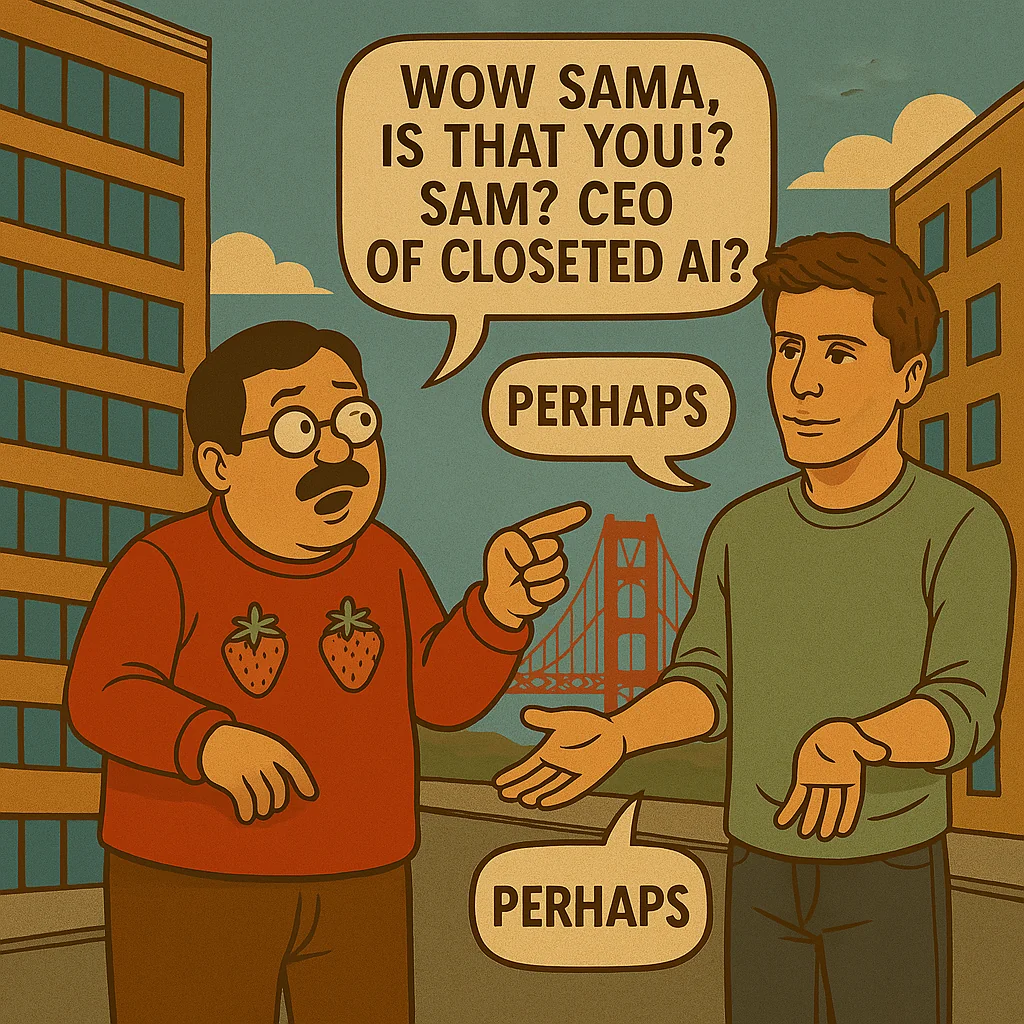 WOW SAMA,
IS THAT YOU!?
SAM? CEO
OF CLOSETED AI?
PERHAPS
PERHAPS